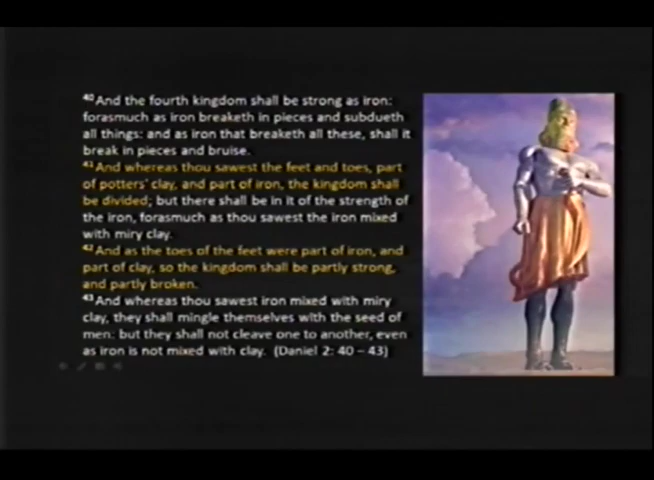 40And the fourth kingdom shall be strong as iron:
forasmuch as iron breaketh in pieces and subdueth
all things: and as iron that breaketh all these, shall it
break in pieces and bruise.
41And whereas thou sawest the feet and toes, part
of potters' clay, and part of iron, the kingdom shall
be divided; but there shall be in it of the strength of
the iron, forasmuch as thou sawest the iron mixed
with miry clay.
42And as the toes of the feet were part of iron, and
part of clay, so the kingdom shall be partly strong,
and partly broken.
43And whereas thou sawest iron mixed with miry
clay, they shall mingle themselves with the seed of
men: but they shall not cleave one to another, even
as iron is not mixed with clay. (Daniel 2: 40 – 43)